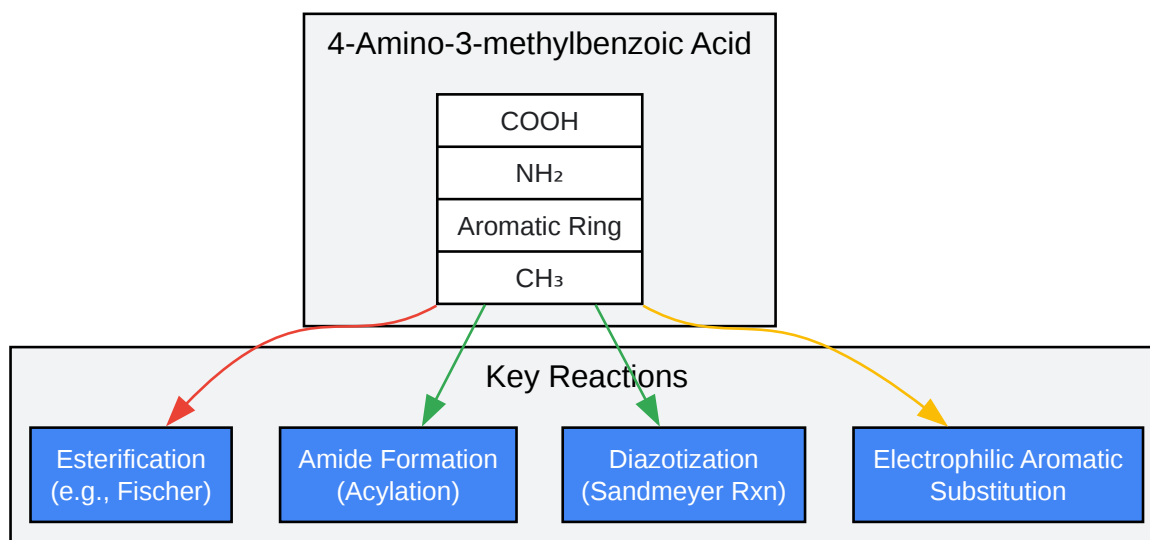 4-Amino-3-methylbenzoic Acid
COOH
NH₂
Aromatic Ring
CH₃
Key Reactions
Esterification
(e.g., Fischer)
Amide Formation
(Acylation)
Diazotization
(Sandmeyer Rxn)
Electrophilic Aromatic
Substitution